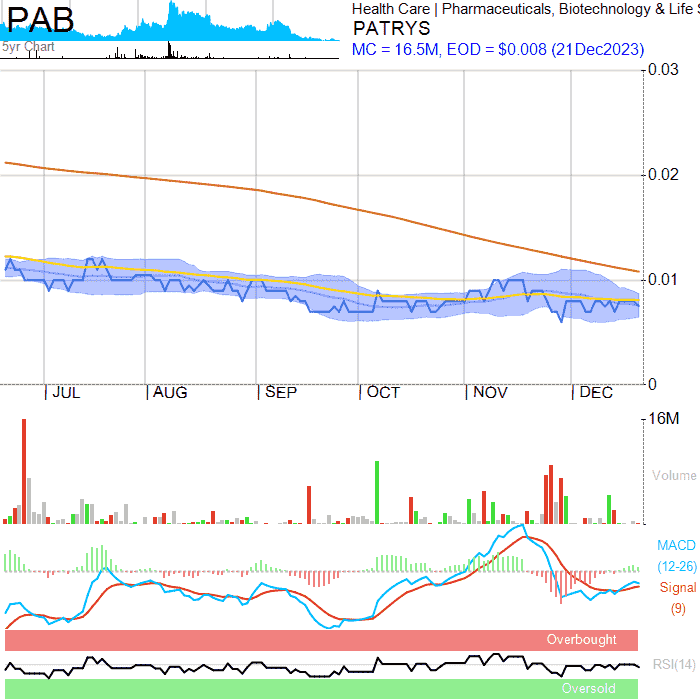 PAB
5yr Chart
Health Care | Pharmaceuticals, Biotechnology & Life S
PATRYS
MC = 16.5M, EOD = $0.008 (21Dec2023)
0.03
0.02
0.01
0
JUL
AUG
SEP
OCT
NOV
DEC
16M
Volume
MACD
(12-26)
Signal
(9)
Overbought
RSI(14)
Oversold